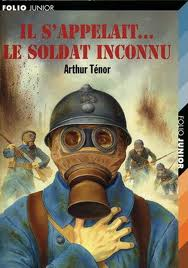 FOLIO JUNIOR
IL S'APPELAIT...
LE SOLDAT INCONNU
Arthur Ténor
FOLIO JUNIOR